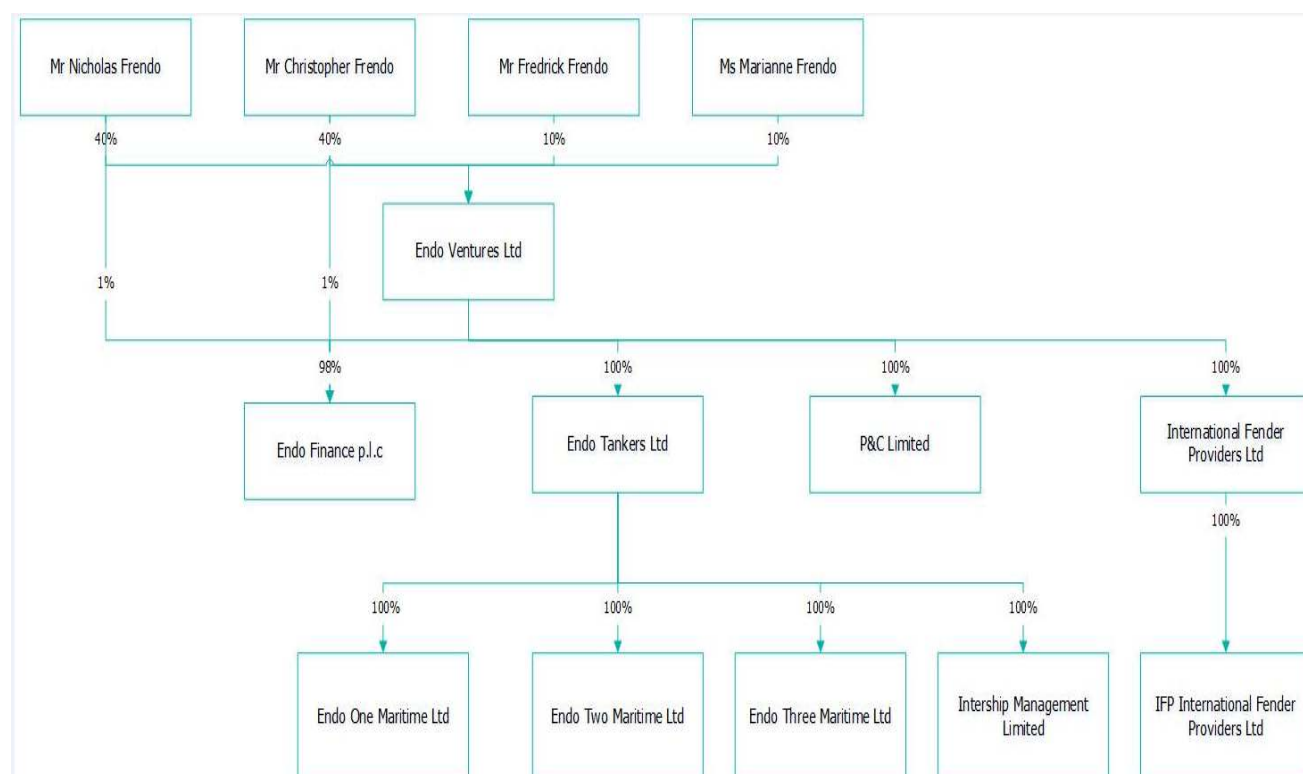 Mr Nicholas Frendo
Mr Christopher Frendo
Mr Fredrick Frendo
Ms Marianne Frendo
40%
40%
10%
10%
Endo Ventures Ltd
1%
1%
98%
100%
100%
100%
Endo Finance p.l.c
Endo Tankers Ltd
P&C Limited
International Fender
Providers Ltd
100%
100%
100%
100%
100%
Endo One Maritime Ltd
Endo Two Maritime Ltd
Endo Three Maritime Ltd
Intership Management
Limited
IFP International Fender
Providers Ltd